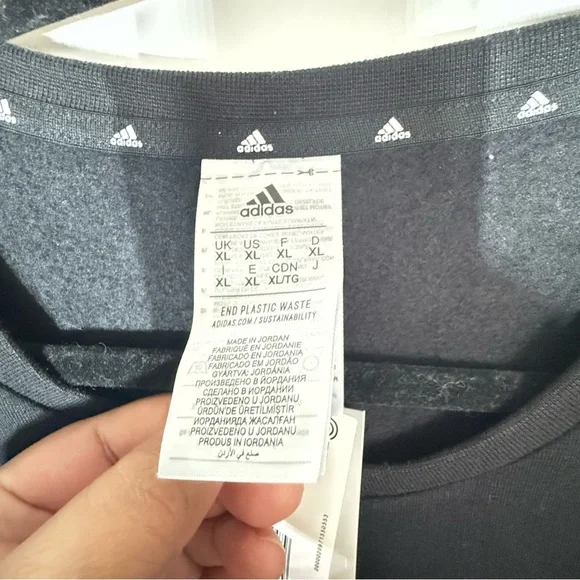 adidas
adidas
adidas
adidas
adidas
adidas
UK US F D
XL XL XL XL
I E CDN J
XL XL XL/TG
END PLASTIC WASTE
ADIDAS.COM / SUSTAINABILITY
MADE IN JORDAN
FABRIQUÉ EN JORDANIE
FABRICADO EN JORDANIA
FABRICADO EM JORDÃO
GYÁRTVA: JORDÁNIA
ПРОИЗВЕДЕНО В ИОРДАНИЯ
СДЕЛАНО В ИОРДАНИИ
PROIZVEDENO U JORDANU
ÜRDÜN'DE ÜRETİLMİŞTİR
ИОРДАНИЯДА ЖАСАЛҒАН
PROIZVEDENO U JORDANU
PRODUS IN IORDANIA
صنع في الأردن